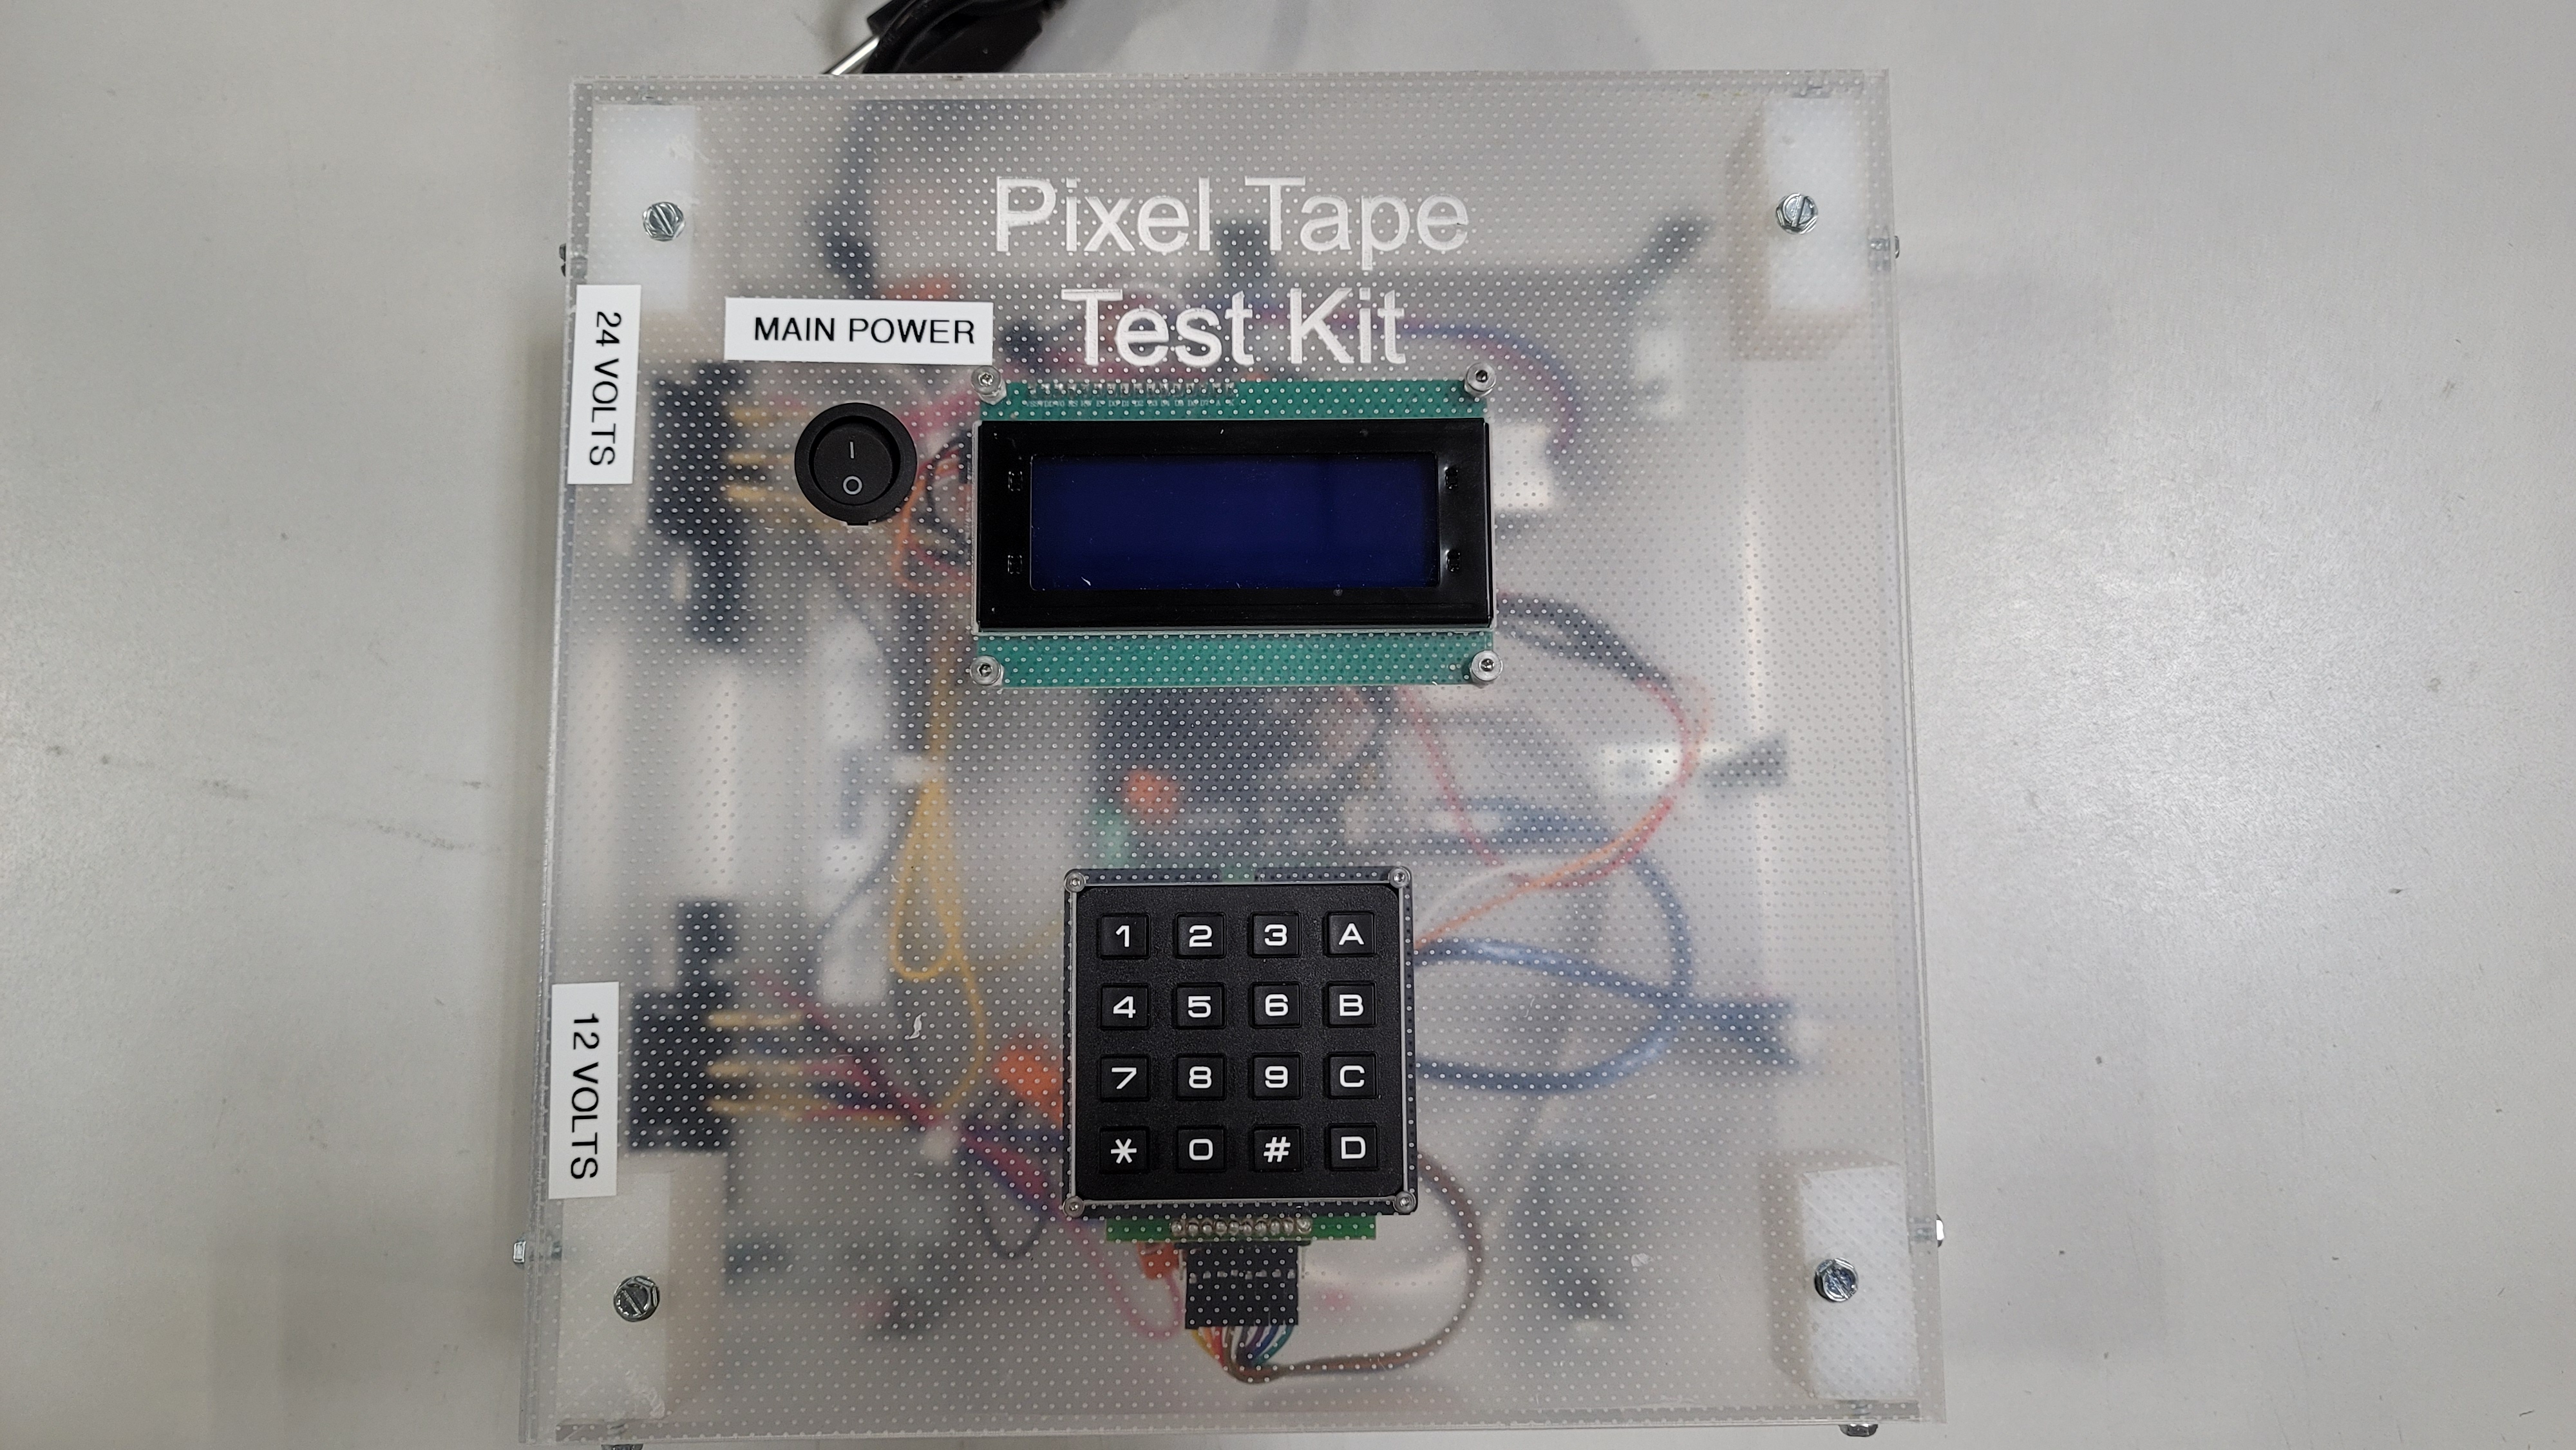 Pixel Tape
Test Kit
MAIN POWER
24 VOLTS
12 VOLTS
O I
1 2 3 A
4 5 6 B
7 8 9 C
* 0 # D